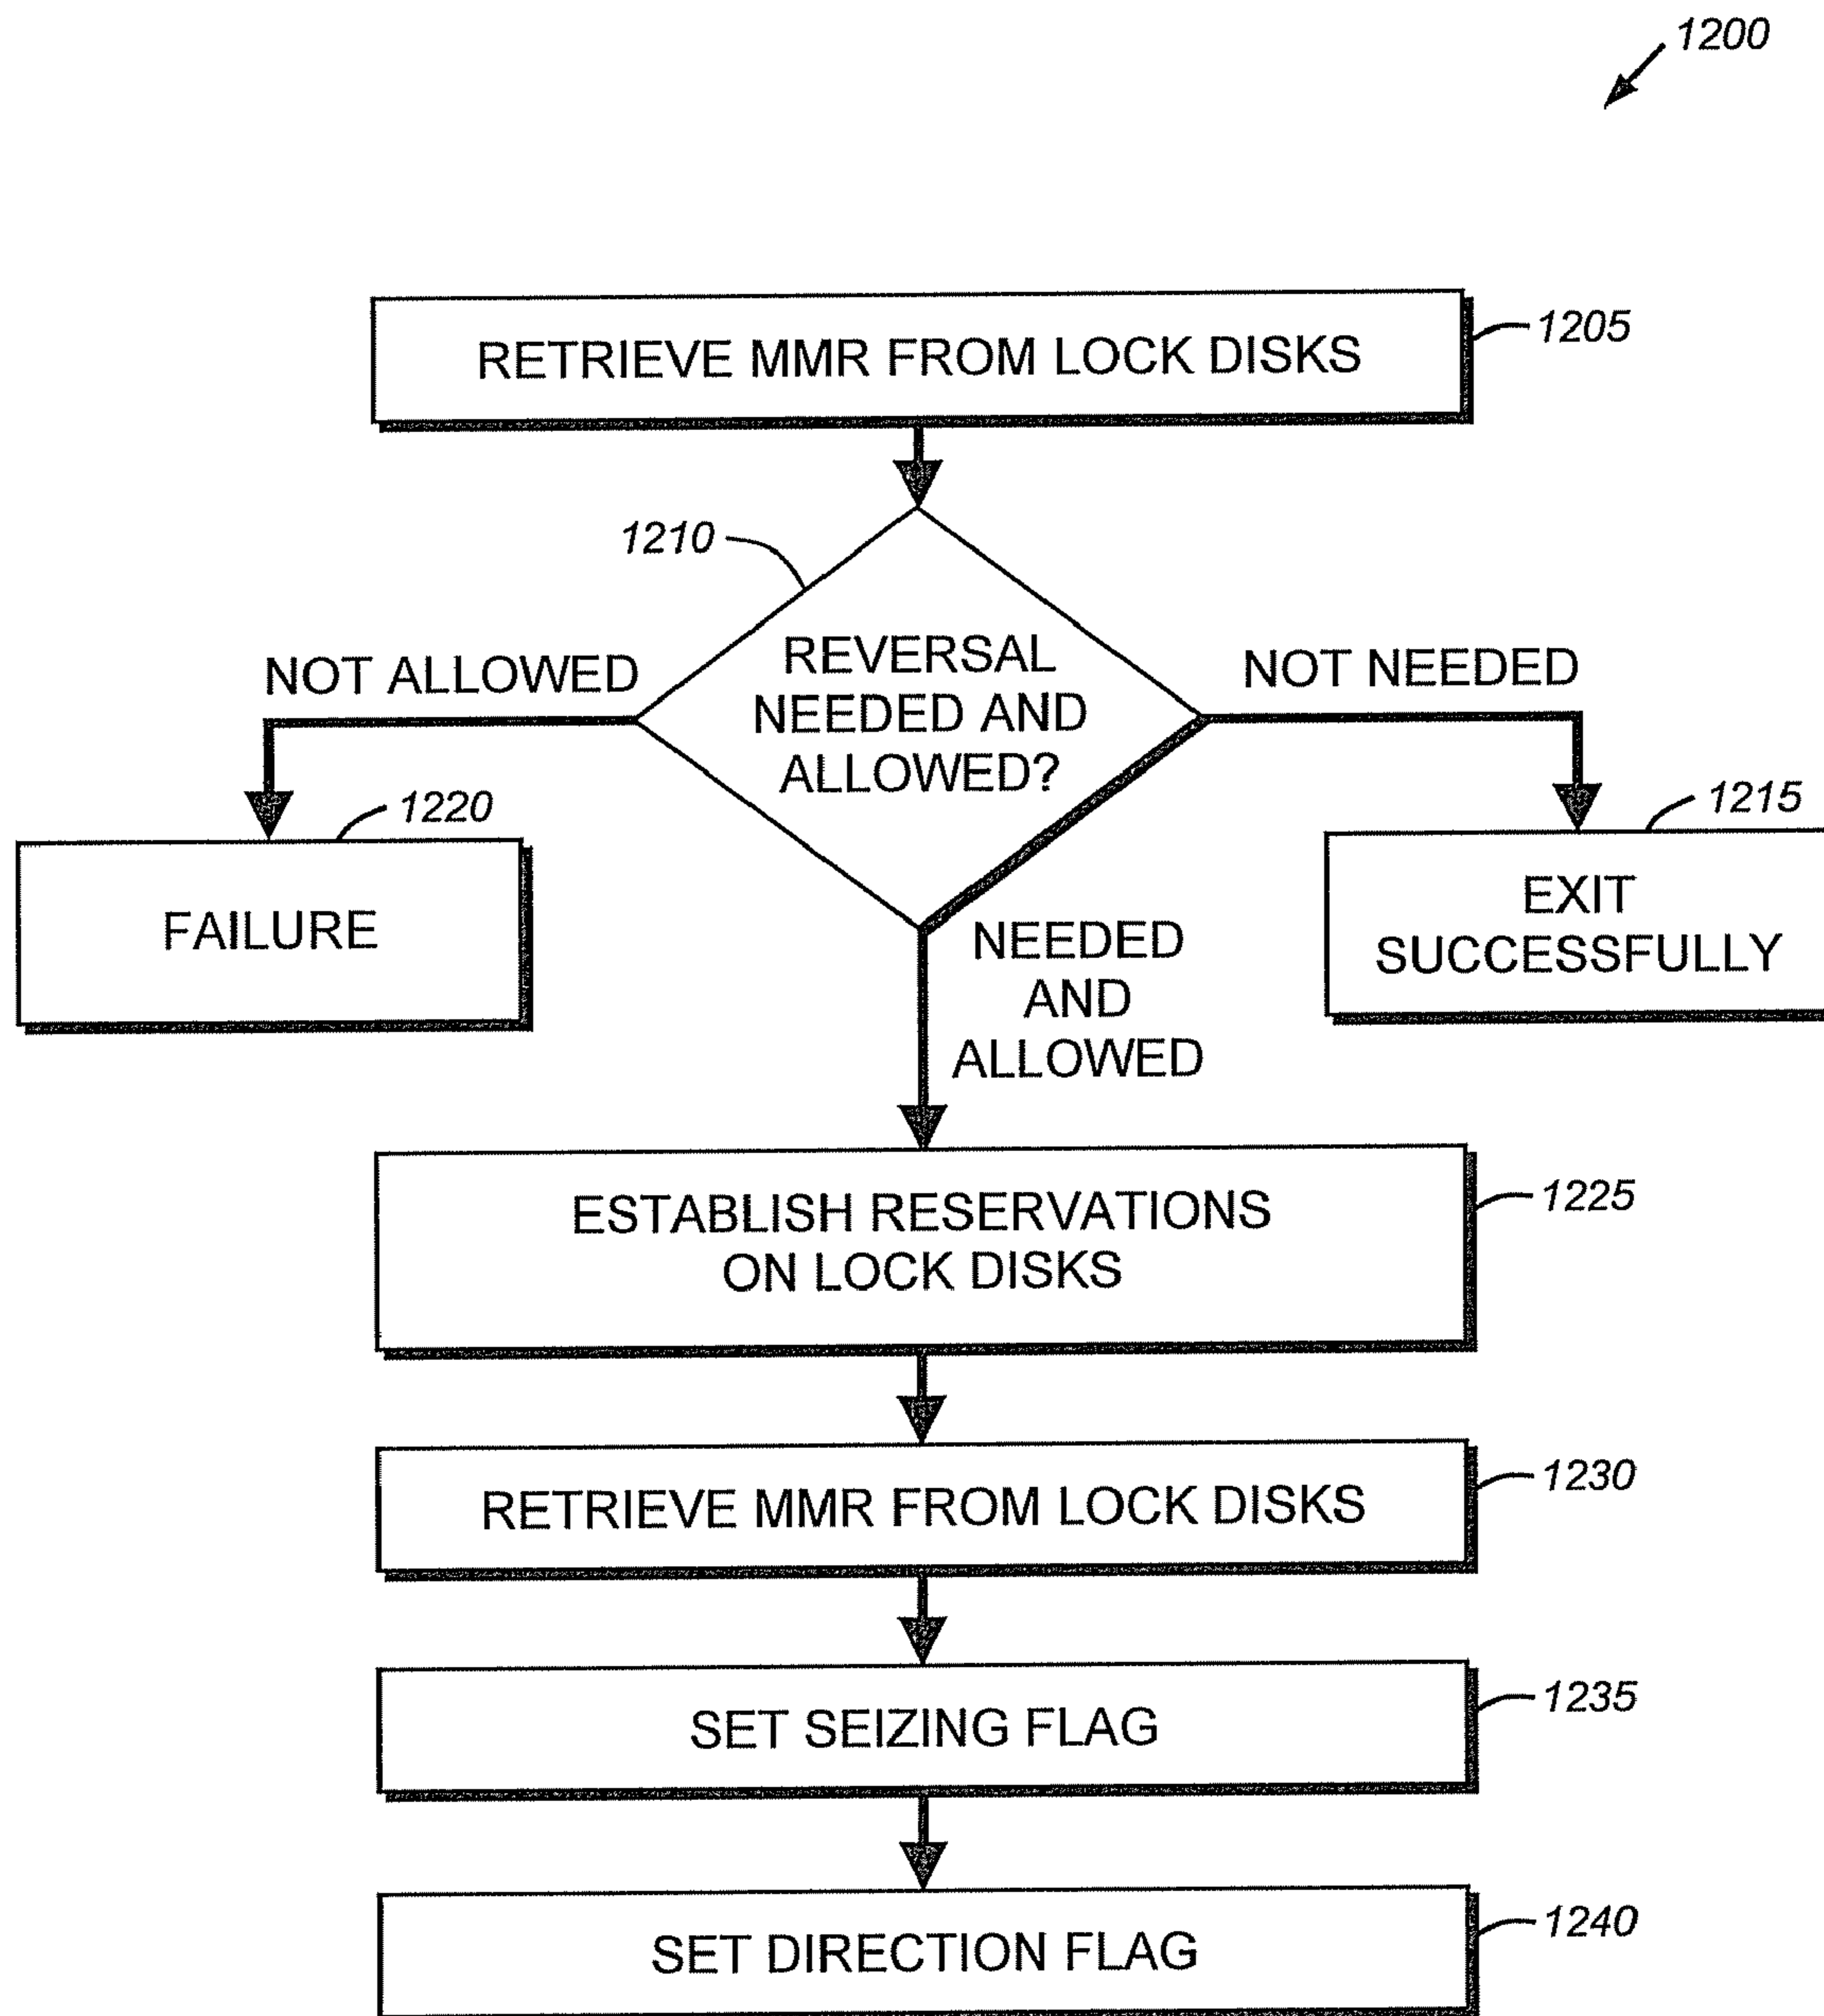 1200
RETRIEVE MMR FROM LOCK DISKS
1205
1210
REVERSAL
NEEDED AND
ALLOWED?
NOT ALLOWED
NOT NEEDED
1220
FAILURE
1215
EXIT
SUCCESSFULLY
NEEDED
AND
ALLOWED
ESTABLISH RESERVATIONS
ON LOCK DISKS
1225
RETRIEVE MMR FROM LOCK DISKS
1230
SET SEIZING FLAG
1235
SET DIRECTION FLAG
1240